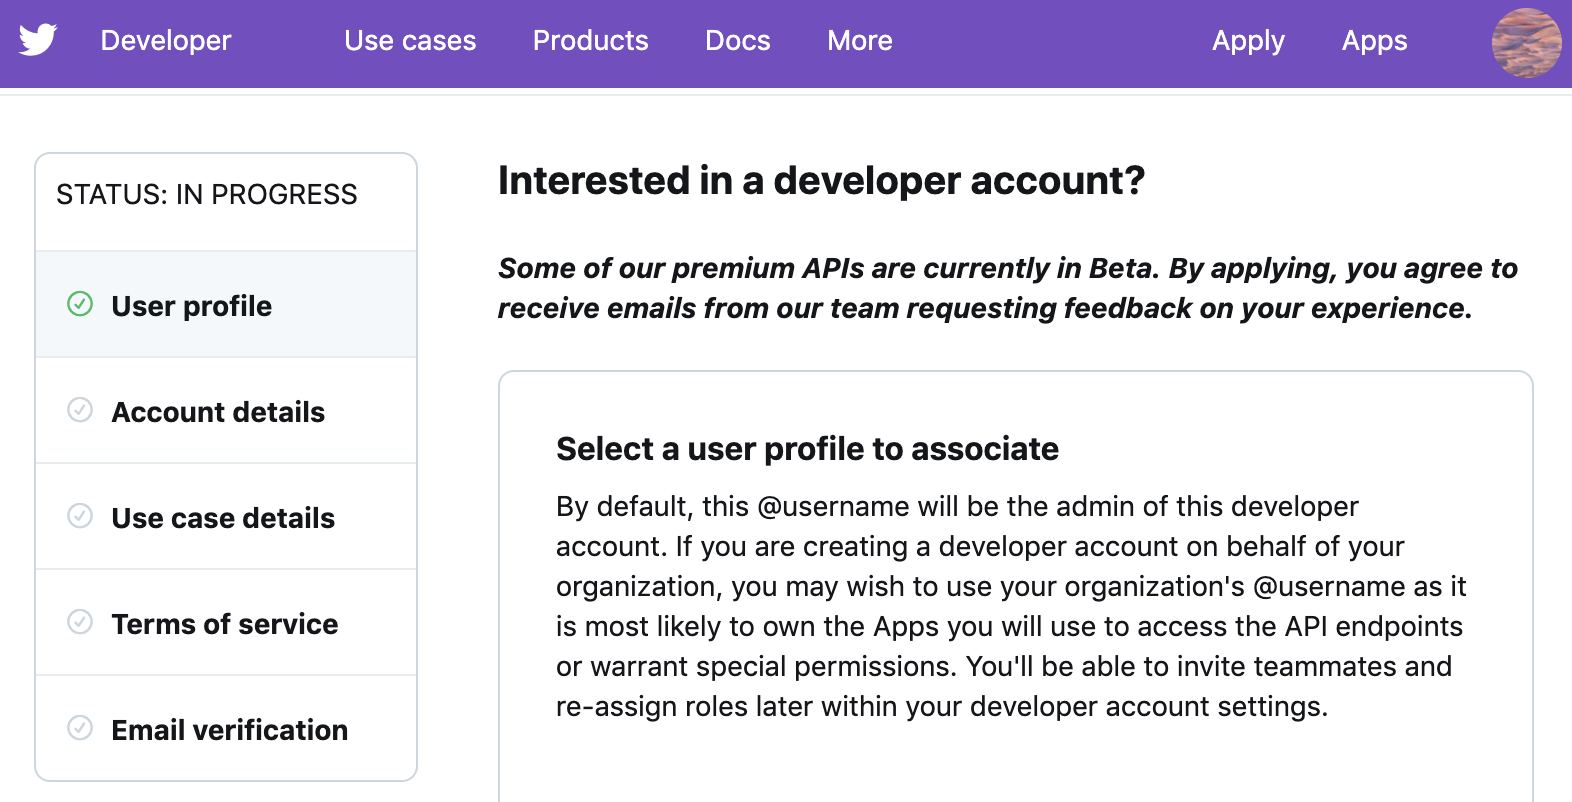 Developer Use cases Products Docs More Apply Apps
STATUS: IN PROGRESS
User profile
Account details
Use case details
Terms of service
Email verification
Interested in a developer account?
Some of our premium APIs are currently in Beta. By applying, you agree to
receive emails from our team requesting feedback on your experience.
Select a user profile to associate
By default, this @username will be the admin of this developer
account. If you are creating a developer account on behalf of your
organization, you may wish to use your organization's @username as it
is most likely to own the Apps you will use to access the API endpoints
or warrant special permissions. You'll be able to invite teammates and
re-assign roles later within your developer account settings.